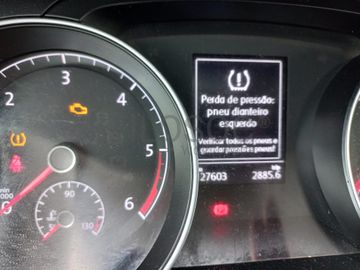 Perda de pressão:
pneu dianteiro
esquerdo
Verificar todos os pneus e
guardar pressões pneus!
27603 2885.6
2 3 4 5 6
90
130